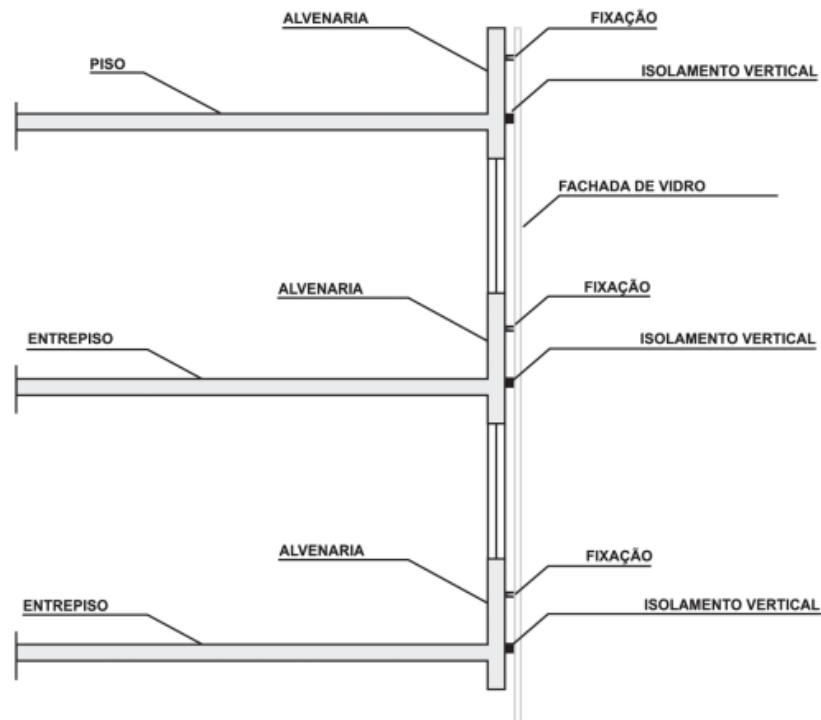 ALVENARIA
FIXAÇÃO
PISO
ISOLAMENTO VERTICAL
FACHADA DE VIDRO
ALVENARIA
FIXAÇÃO
ENTREPISO
ISOLAMENTO VERTICAL
ALVENARIA
FIXAÇÃO
ENTREPISO
ISOLAMENTO VERTICAL